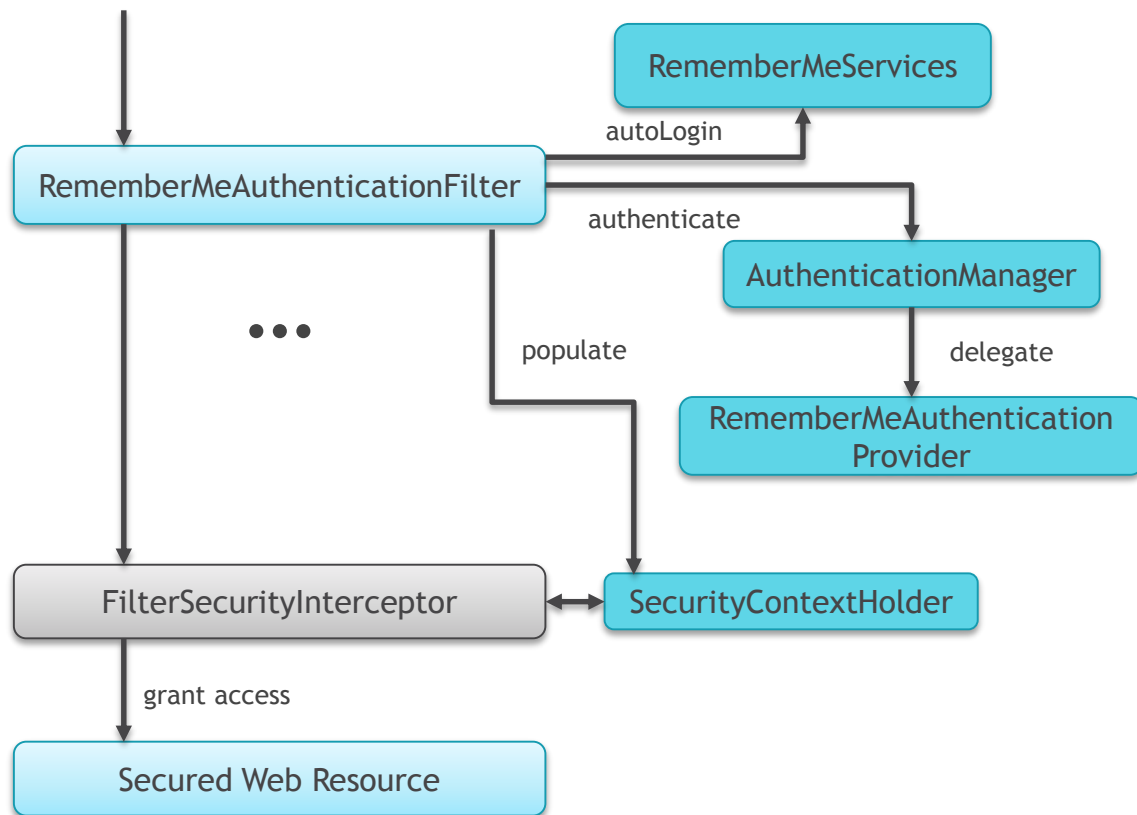 RememberMeServices
autoLogin
RememberMeAuthenticationFilter
authenticate
AuthenticationManager
populate
delegate
RememberMeAuthentication
Provider
FilterSecurityInterceptor
SecurityContextHolder
grant access
Secured Web Resource